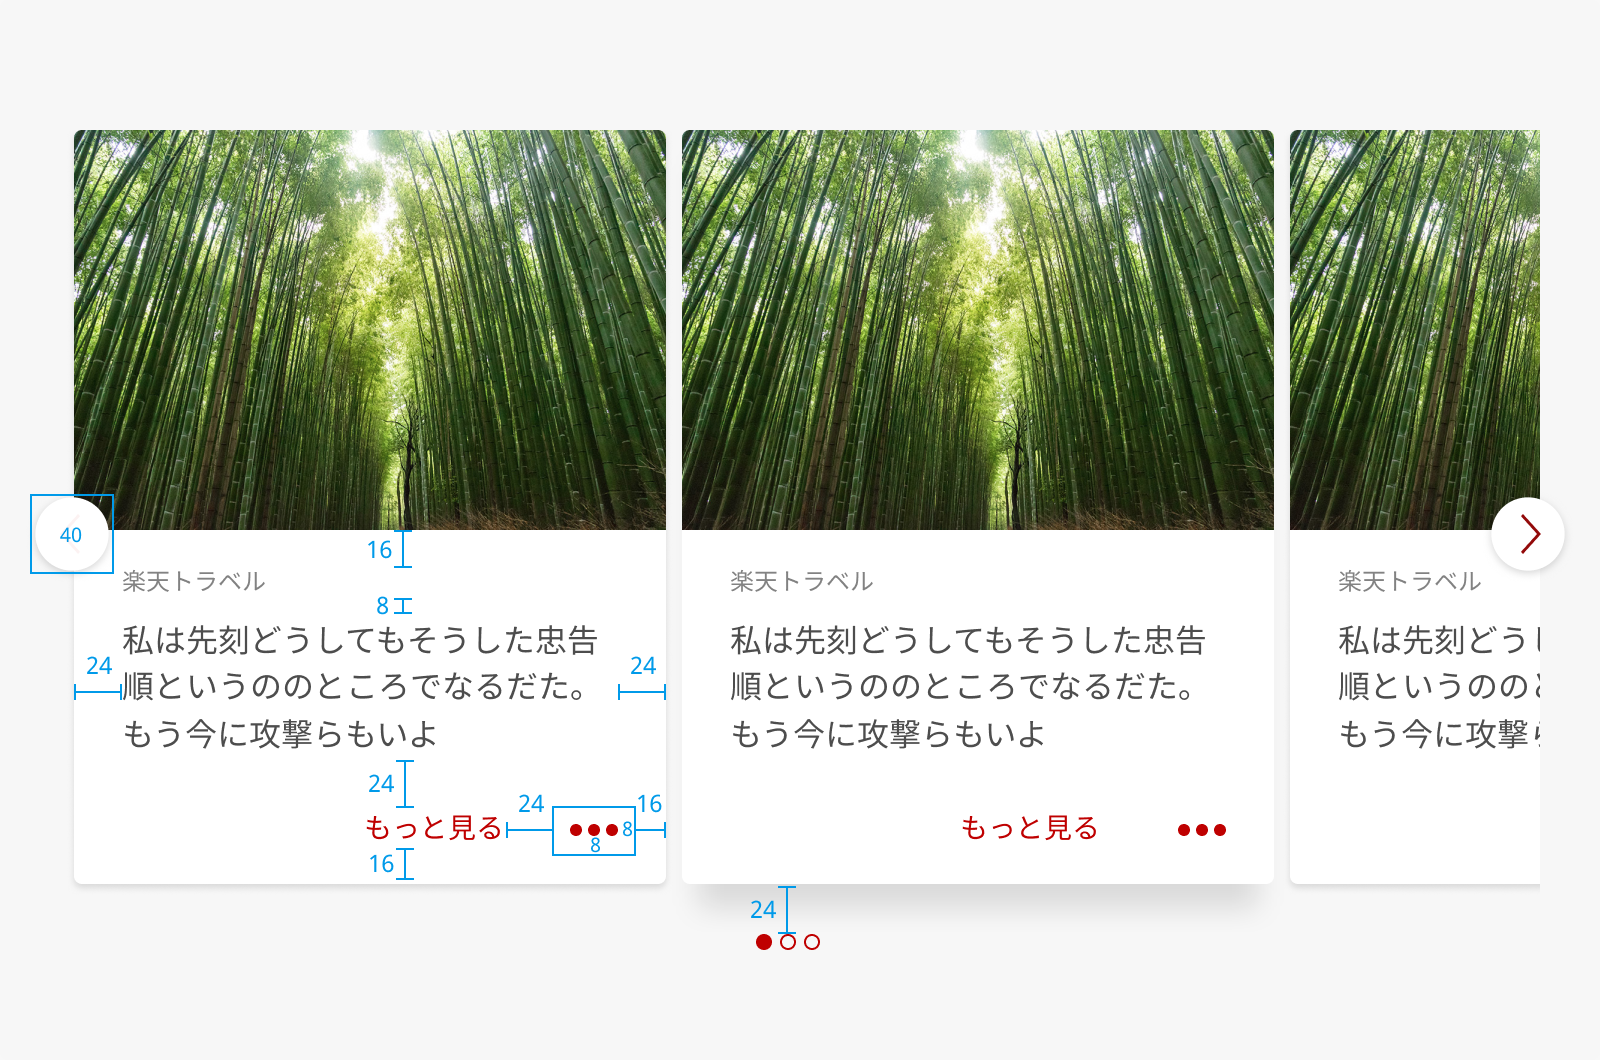 40
16
楽天トラベル
8
私は先刻どうしてもそうした忠告
順というののところでなるだた。
もう今に攻撃らもいよ
24
24
24
もっと見る
24
8
8
16
16
楽天トラベル
私は先刻どうしてもそうした忠告
順というののところでなるだた。
もう今に攻撃らもいよ
もっと見る
24
楽天トラベル
私は先刻どう
順というのの
もう今に攻撃